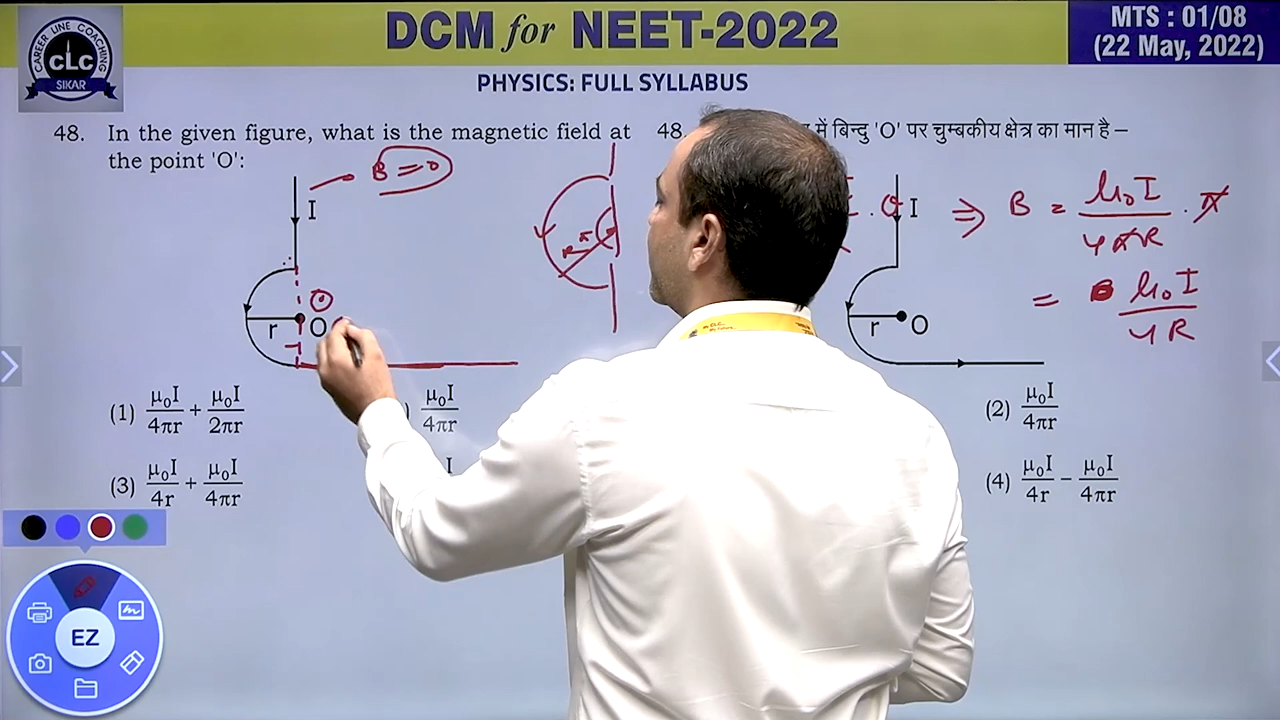 CAREER LINE COACHING
CLC
SIKAR
DCM for NEET-2022
MTS : 01/08
(22 May, 2022)
PHYSICS: FULL SYLLABUS
48. In the given figure, what is the magnetic field at
the point 'O':
B = 0
I
r O
(1) μ₀I/4πr + μ₀I/2πr
) μ₀I/4πr
(3) μ₀I/4r + μ₀I/4πr
I
R π
48.
में बिन्दु 'O' पर चुम्बकीय क्षेत्र का मान है –
I
r O
⇒ B = μ₀I/4πR · π
= μ₀I/4R
(2) μ₀I/4πr
(4) μ₀I/4r − μ₀I/4πr
EZ